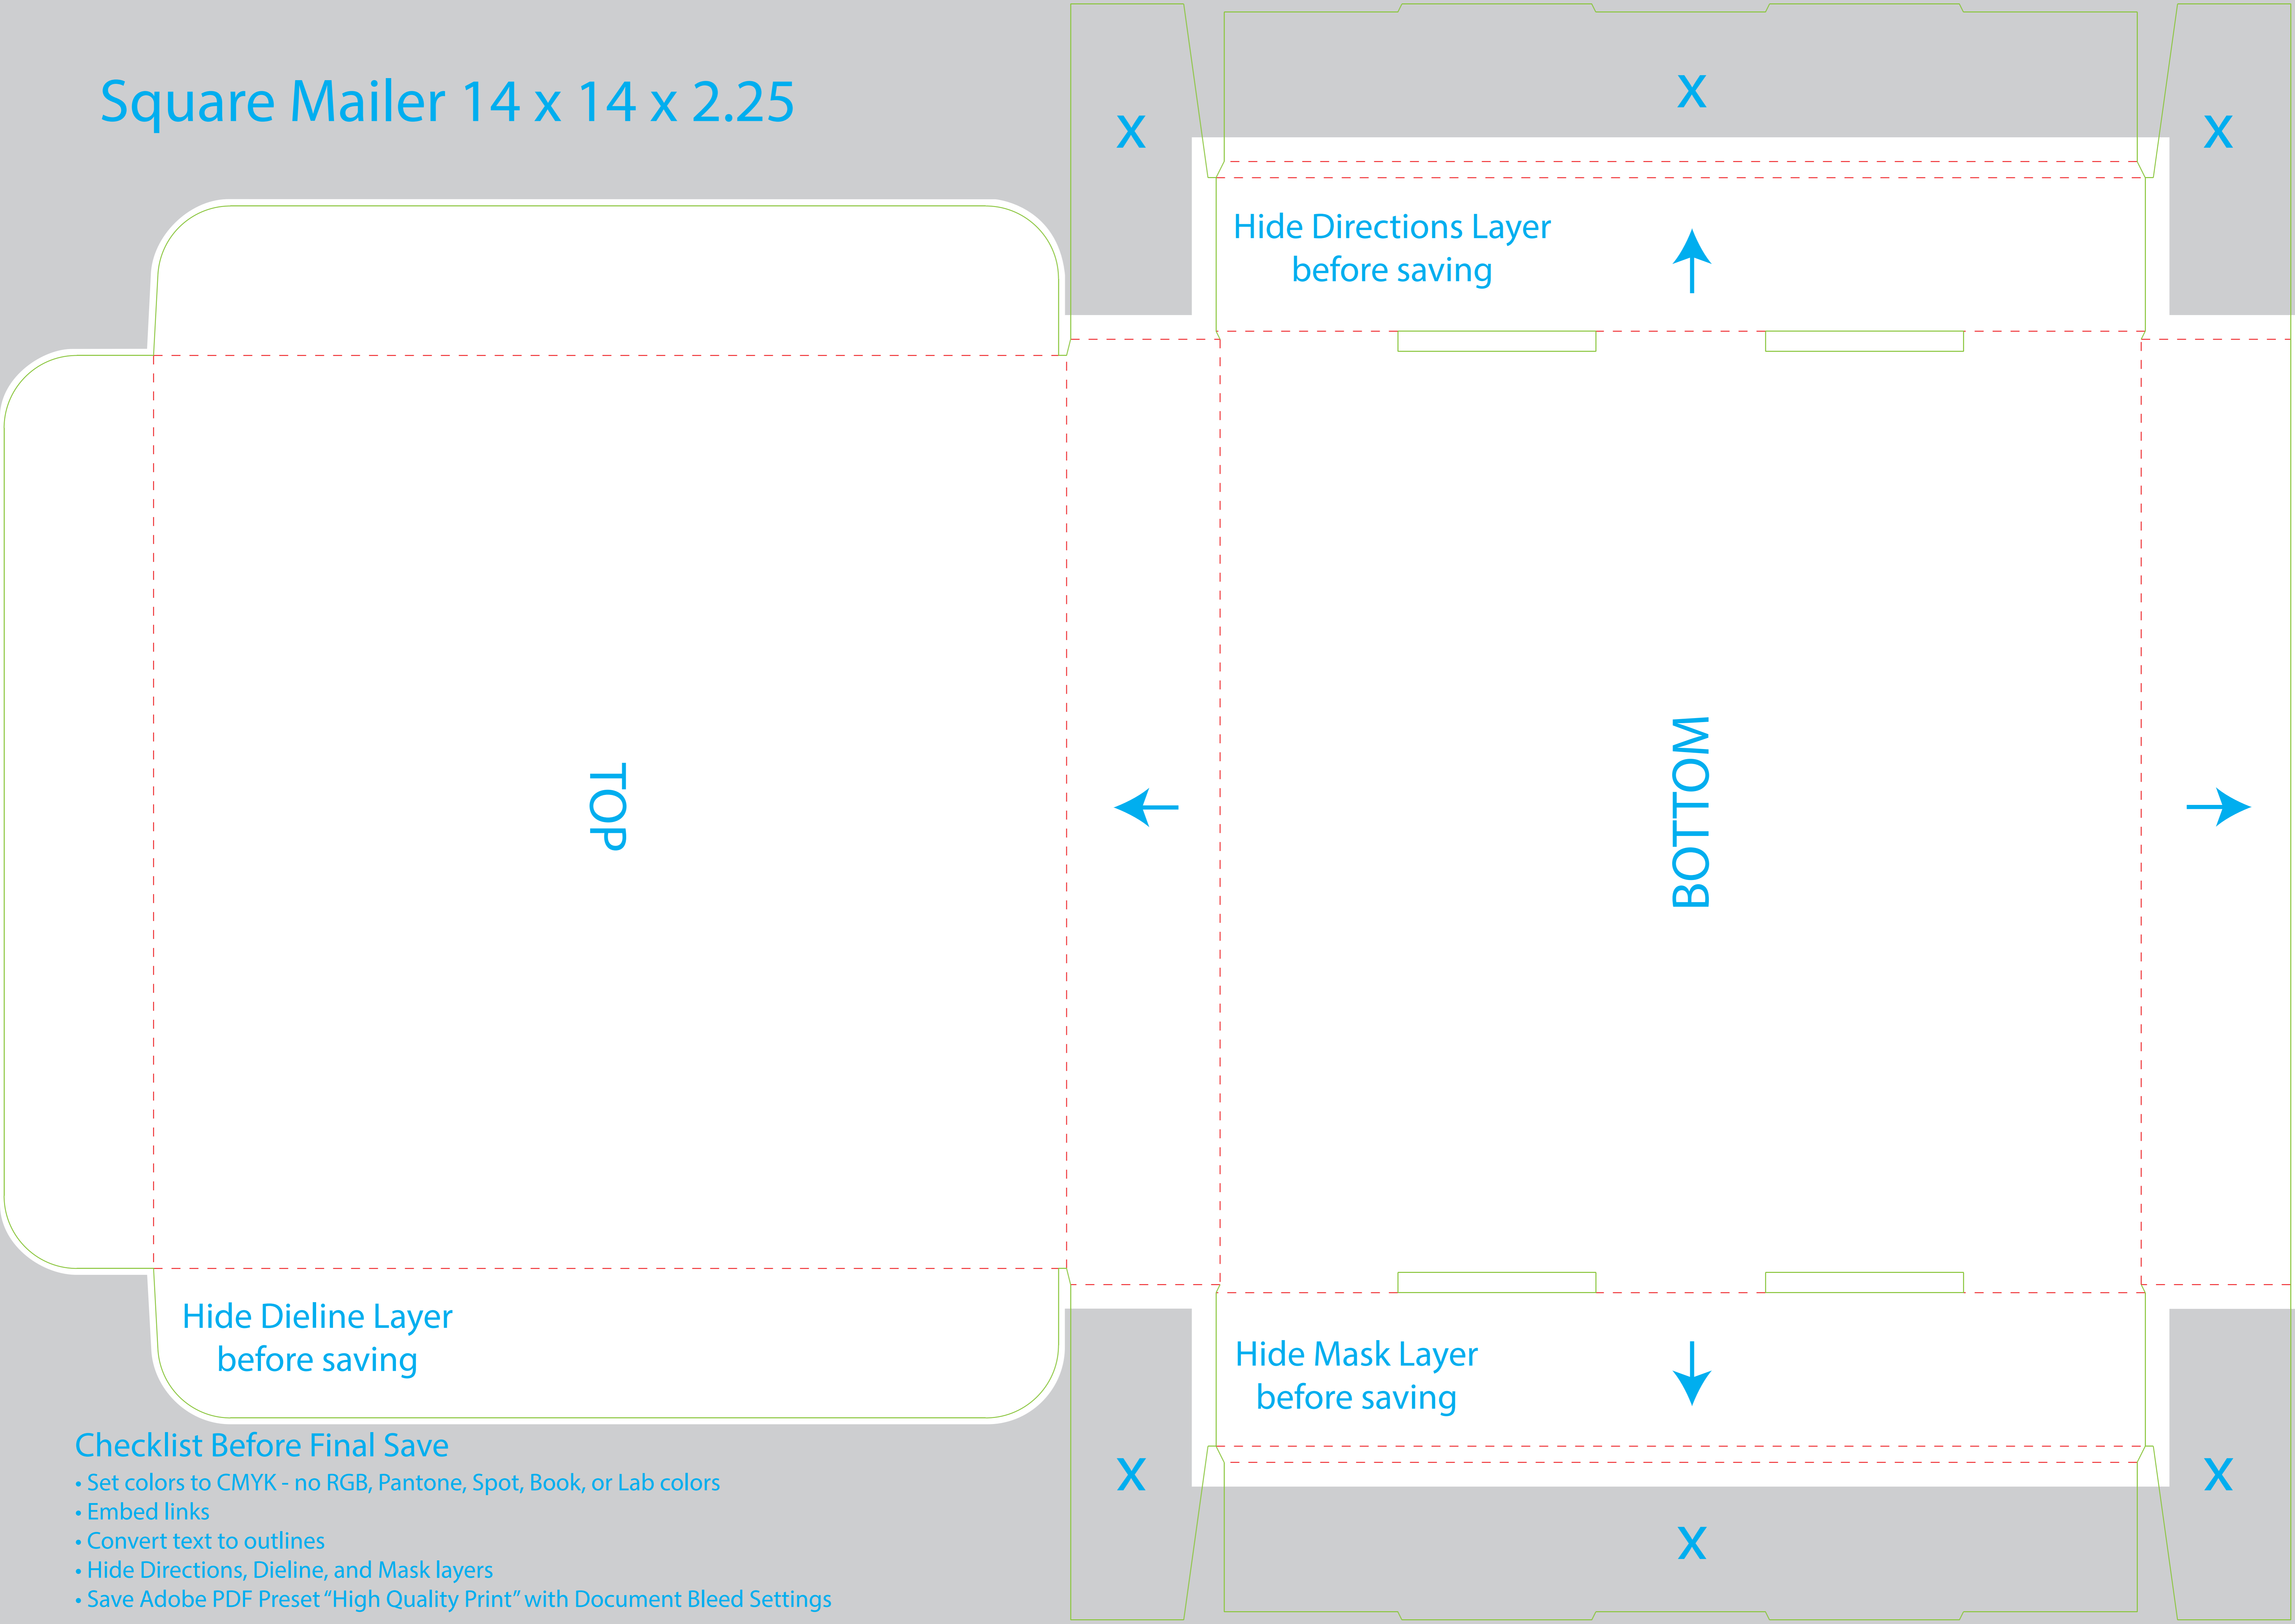 Square Mailer 14 x 14 x 2.25
x
x
x
Hide Directions Layer
before saving
TOP
BOTTOM
Hide Dieline Layer
before saving
Hide Mask Layer
before saving
Checklist Before Final Save
• Set colors to CMYK - no RGB, Pantone, Spot, Book, or Lab colors
• Embed links
• Convert text to outlines
• Hide Directions, Dieline, and Mask layers
• Save Adobe PDF Preset “High Quality Print” with Document Bleed Settings
x
x
x